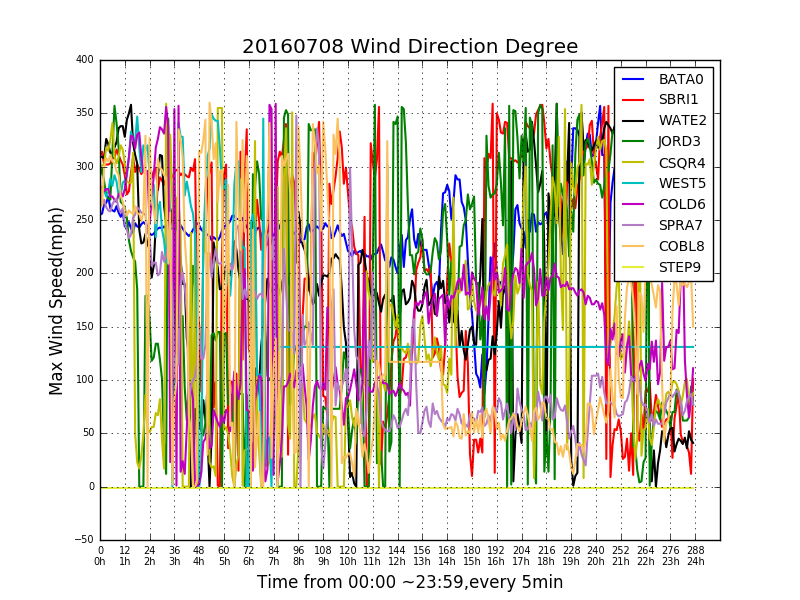 20160708 Wind Direction Degree
Max Wind Speed(mph)
400
350
300
250
200
150
100
50
0
−50
BATA0
SBRI1
WATE2
JORD3
CSQR4
WEST5
COLD6
SPRA7
COBL8
STEP9
0 12 24 36 48 60 72 84 96 108 120 132 144 156 168 180 192 204 216 228 240 252 264 276 288
0h 1h 2h 3h 4h 5h 6h 7h 8h 9h 10h 11h 12h 13h 14h 15h 16h 17h 18h 19h 20h 21h 22h 23h 24h
Time from 00:00 ~23:59,every 5min